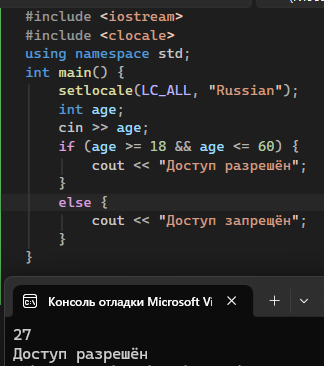 #include <iostream>
#include <clocale>
using namespace std;
int main() {
    setlocale(LC_ALL, "Russian");
    int age;
    cin >> age;
    if (age >= 18 && age <= 60) {
        cout << "Доступ разрешён";
    }
    else {
        cout << "Доступ запрещён";
    }
}
Консоль отладки Microsoft Vi
27
Доступ разрешён